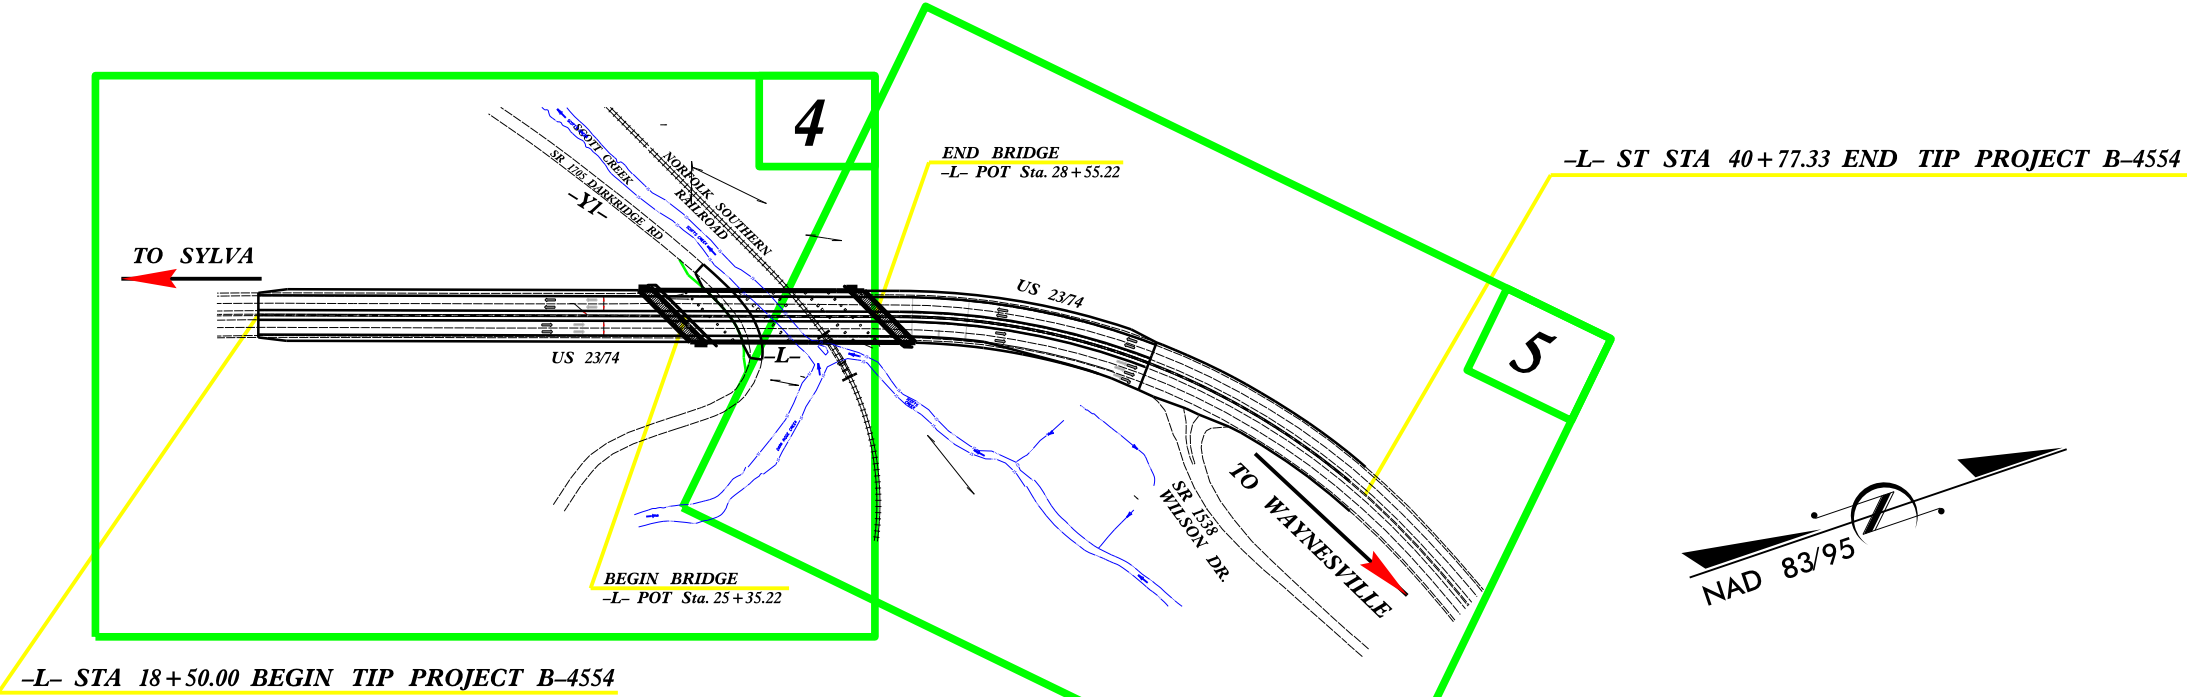 4
END BRIDGE
–L– POT Sta. 28+55.22
–L– ST STA 40+77.33 END TIP PROJECT B–4554
SCOTT CREEK
NORFOLK SOUTHERN
RAILROAD
SR 1705 DARKRIDGE RD
–Y1–
TO SYLVA
US 23/74
US 23/74
–L–
5
SR 1538
WILSON DR.
TO WAYNESVILLE
NAD 83/95
BEGIN BRIDGE
–L– POT Sta. 25+35.22
–L– STA 18+50.00 BEGIN TIP PROJECT B–4554